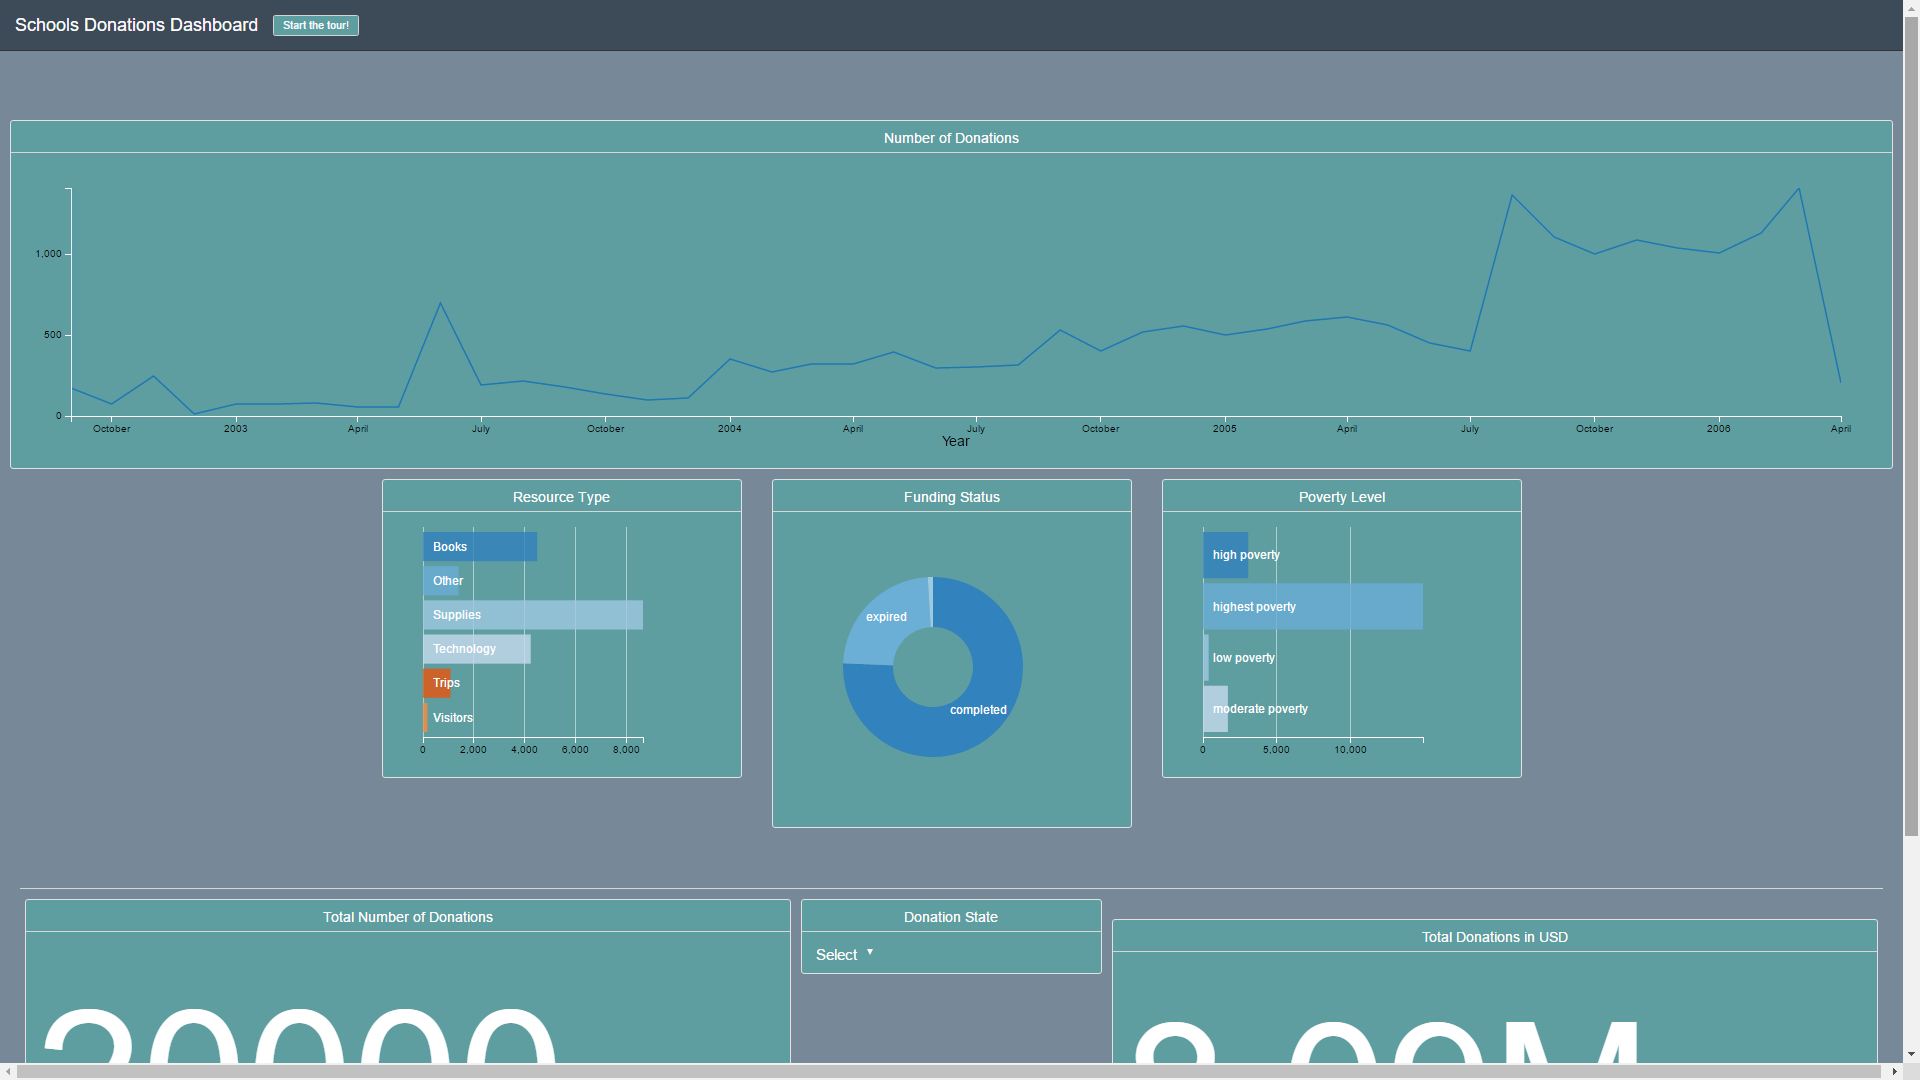 Schools Donations Dashboard
Start the tour!
Number of Donations
1,000
500
0
October 2003 April July October 2004 April July October 2005 April July October 2006 April
Year
Resource Type
Books
Other
Supplies
Technology
Trips
Visitors
0 2,000 4,000 6,000 8,000
Funding Status
expired
completed
Poverty Level
high poverty
highest poverty
low poverty
moderate poverty
0 5,000 10,000
Total Number of Donations
Donation State
Select
Total Donations in USD